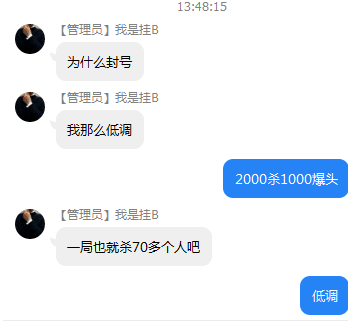 13:48:15
【管理员】我是挂B
为什么封号
【管理员】我是挂B
我那么低调
2000杀1000爆头
【管理员】我是挂B
一局也就杀70多个人吧
低调